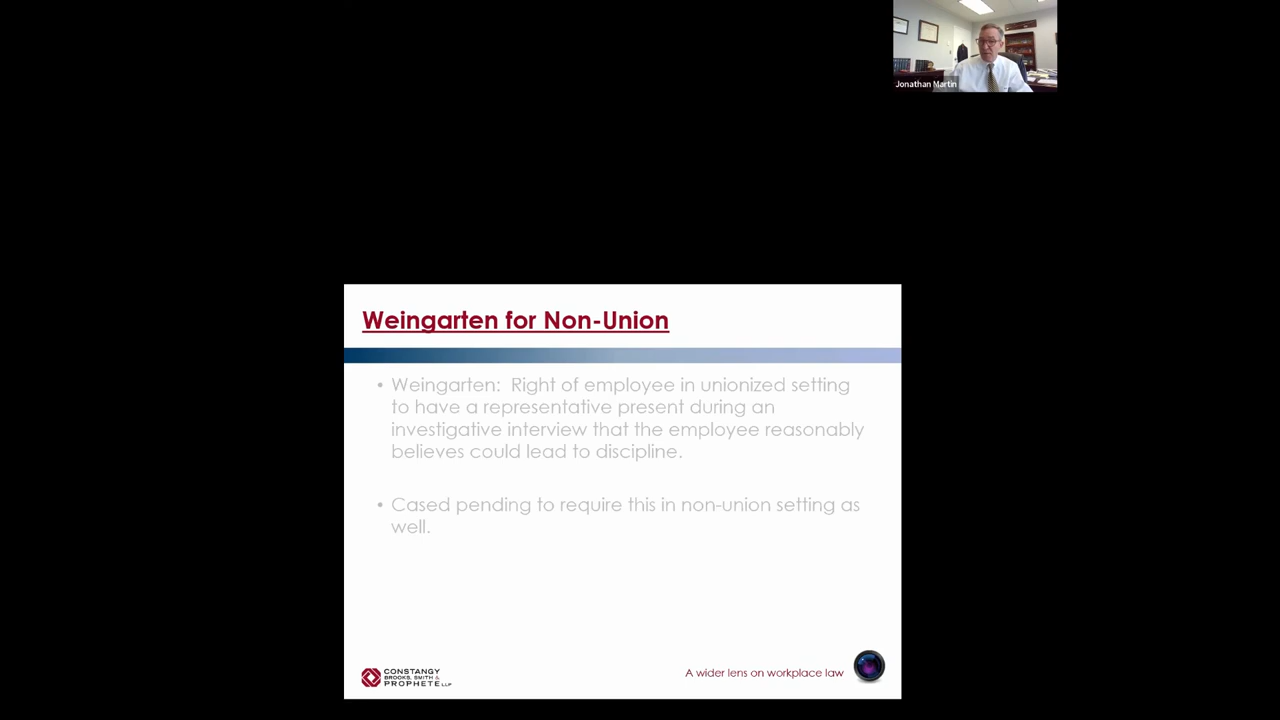 Jonathan Martin
Weingarten for Non-Union
• Weingarten: Right of employee in unionized setting
to have a representative present during an
investigative interview that the employee reasonably
believes could lead to discipline.
• Cased pending to require this in non-union setting as
well.
CONSTANGY
BROOKS, SMITH &
PROPHETE LLP
A wider lens on workplace law